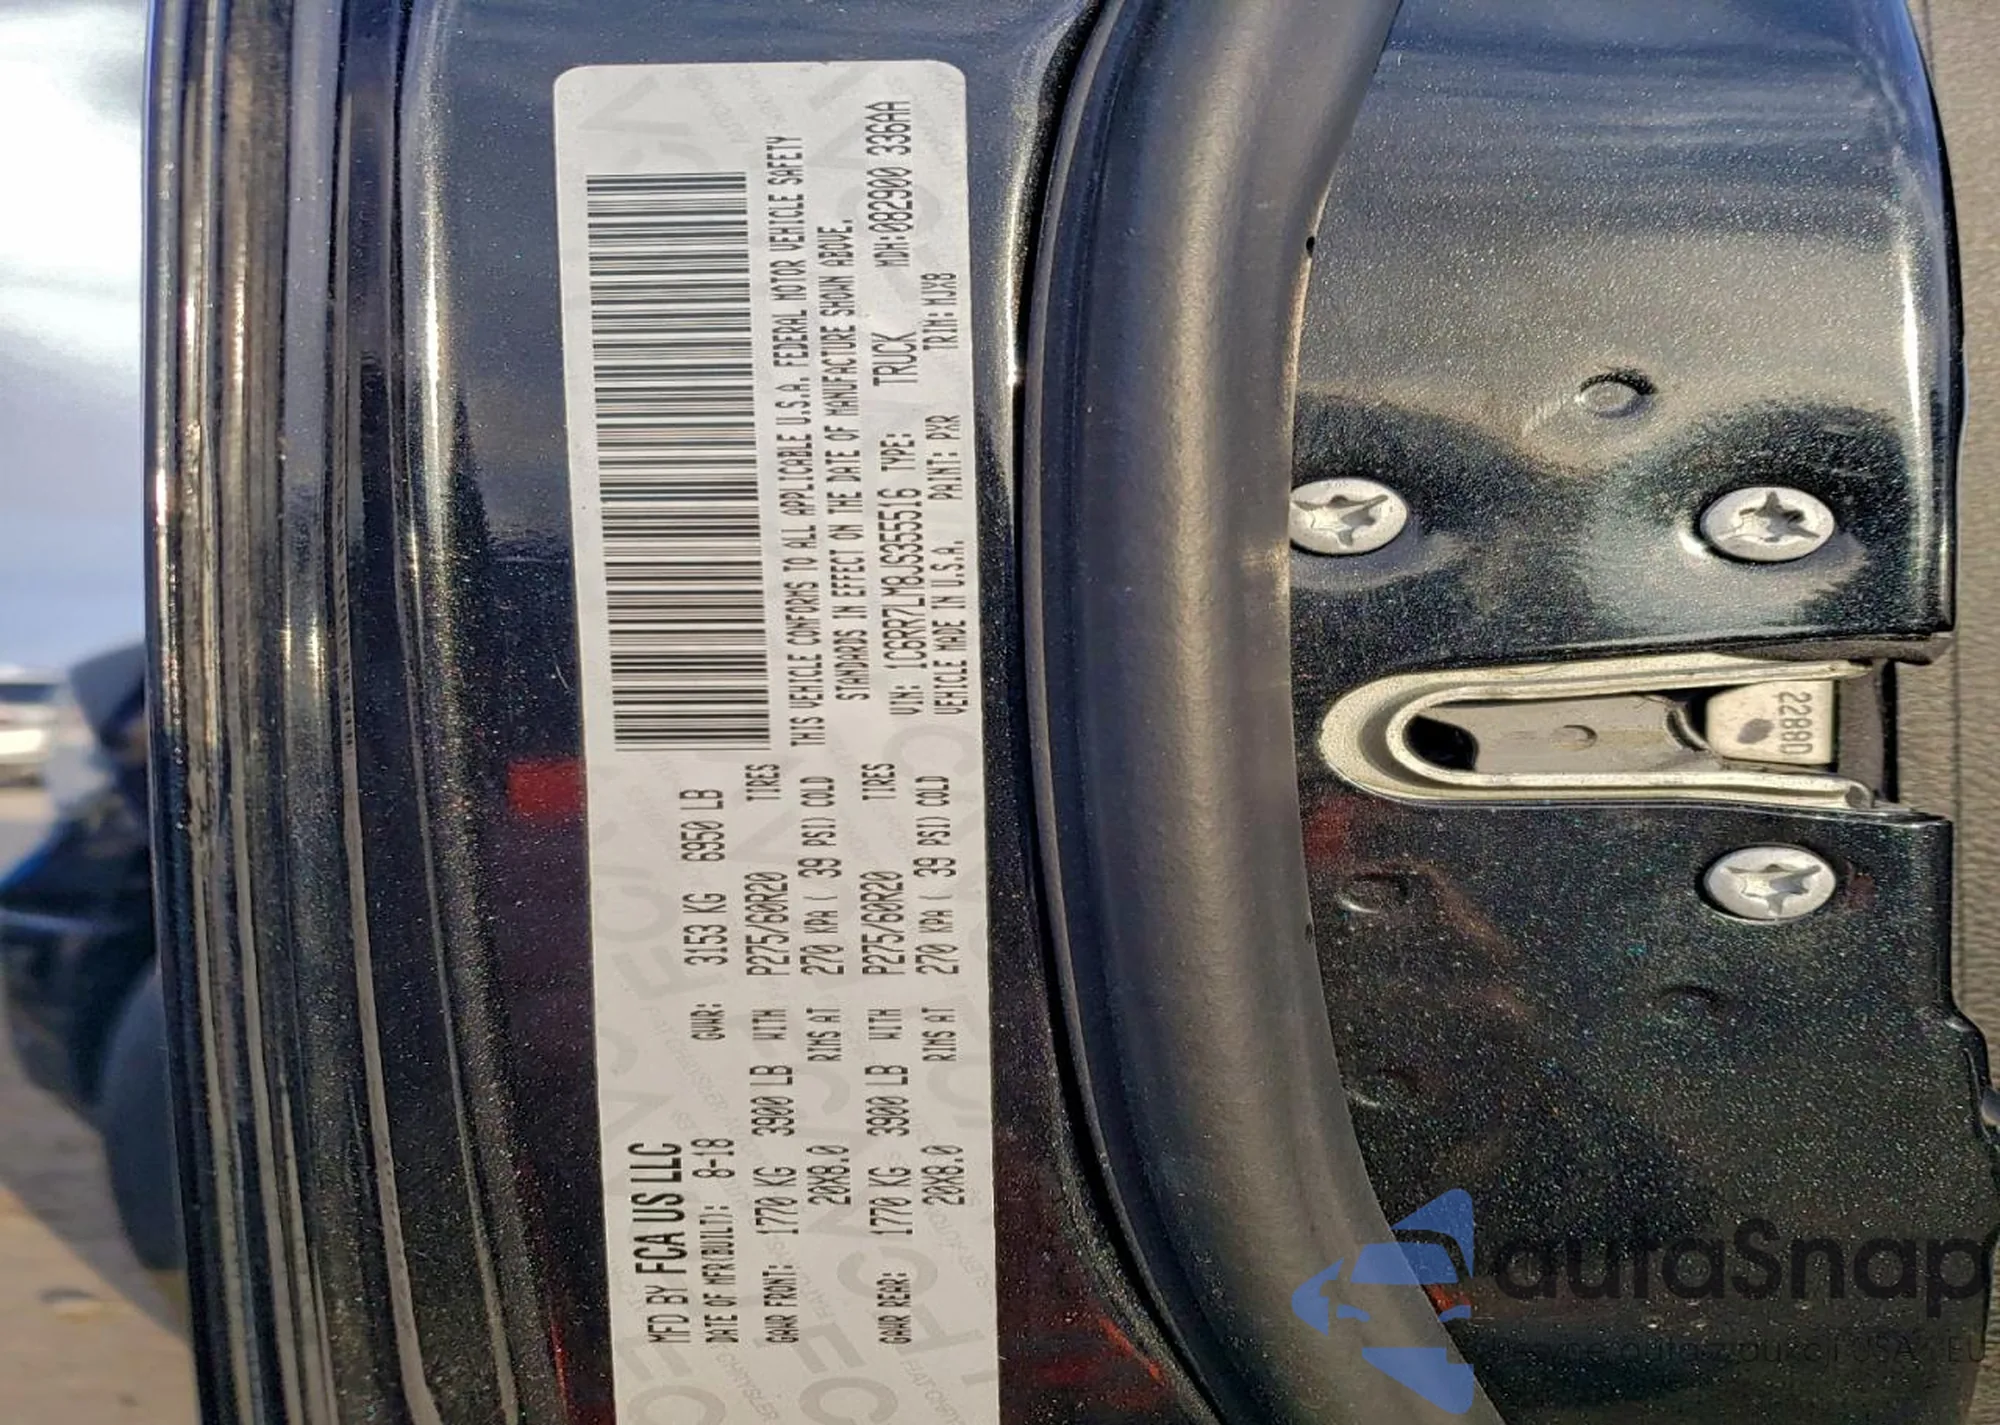 MFD BY FCA US LLC
DATE OF MFR(BUILT): 8-18 GVWR: 3153 KG 6950 LB
GAWR FRONT: 1770 KG 3900 LB WITH P275/60R20 TIRES
20X8.0 RIMS AT 270 KPA ( 39 PSI) COLD
GAWR REAR: 1770 KG 3900 LB WITH P275/60R20 TIRES
20X8.0 RIMS AT 270 KPA ( 39 PSI) COLD
THIS VEHICLE CONFORMS TO ALL APPLICABLE U.S.A. FEDERAL MOTOR VEHICLE SAFETY
STANDARDS IN EFFECT ON THE DATE OF MANUFACTURE SHOWN ABOVE.
VIN: 1C6RR7LM8JS355516 TYPE: TRUCK MDH:082900 336AA
VEHICLE MADE IN U.S.A. PAINT: PXR TRIM: MJX8
22880
autaSnap